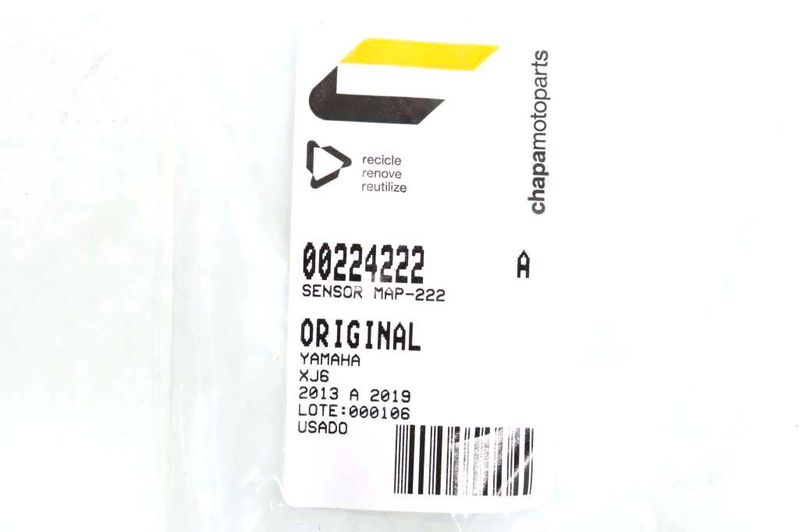 chapamotoparts
recicle
renove
reutilize
00224222 A
SENSOR MAP-222
ORIGINAL
YAMAHA
XJ6
2013 A 2019
LOTE:000106
USADO